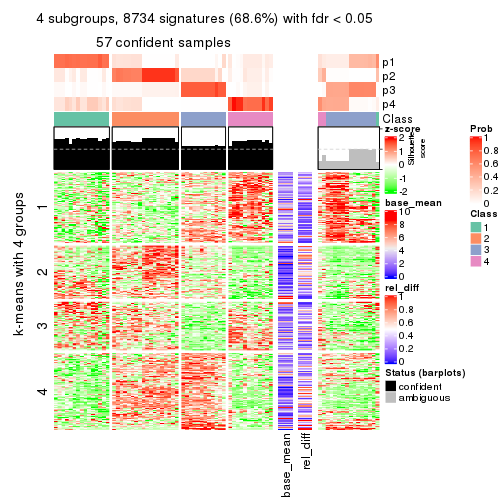 4 subgroups, 8734 signatures (68.6%) with fdr < 0.05
57 confident samples
p1
p2
p3
p4
Class
Silhouette score
k-means with 4 groups
1
2
3
4
base_mean
rel_diff
z-score
2
1
0
-1
-2
base_mean
10
8
6
4
2
0
rel_diff
1
0.8
0.6
0.4
0.2
0
Status (barplots)
confident
ambiguous
Prob
1
0.8
0.6
0.4
0.2
0
Class
1
2
3
4